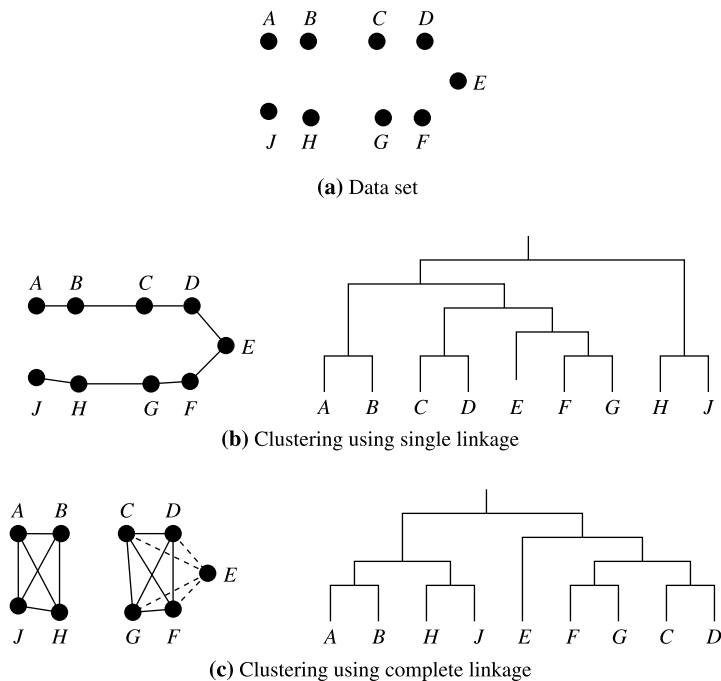 A B C D
E
J H G F
(a) Data set
A B C D
E
J H G F
A B C D E F G H J
(b) Clustering using single linkage
A B C D
E
J H G F
A B H J E F G C D
(c) Clustering using complete linkage